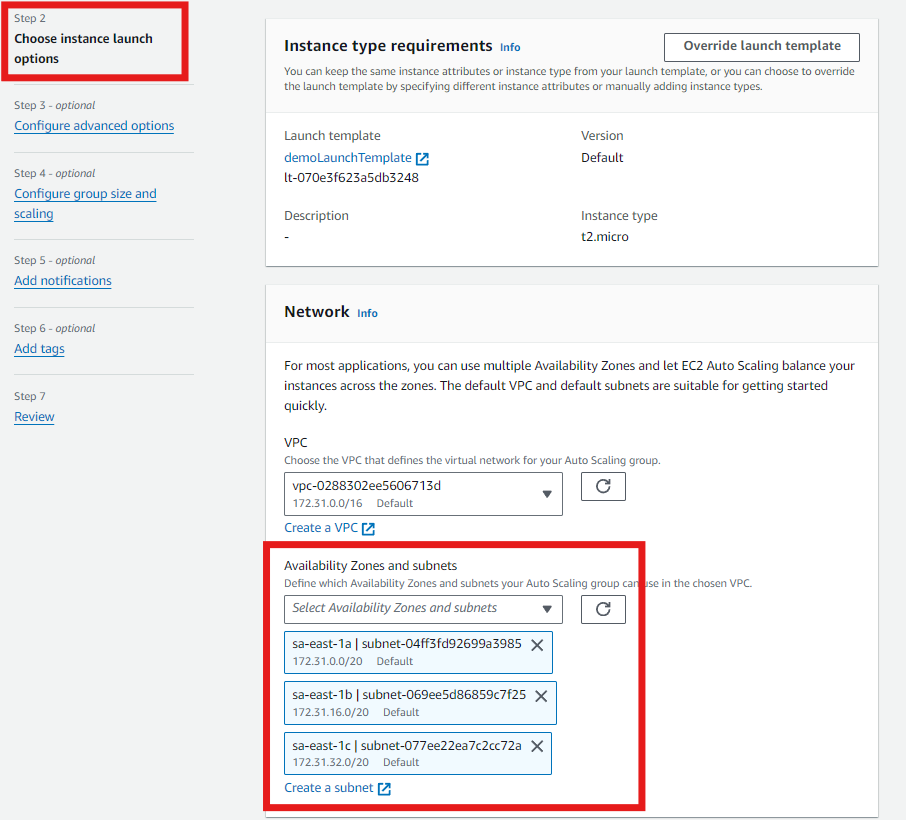 Step 2
Choose instance launch
options
Step 3 - optional
Configure advanced options
Step 4 - optional
Configure group size and
scaling
Step 5 - optional
Add notifications
Step 6 - optional
Add tags
Step 7
Review
Instance type requirements Info
Override launch template
You can keep the same instance attributes or instance type from your launch template, or you can choose to override
the launch template by specifying different instance attributes or manually adding instance types.
Launch template
demoLaunchTemplate
lt-070e3f623a5db3248
Version
Default
Description
-
Instance type
t2.micro
Network Info
For most applications, you can use multiple Availability Zones and let EC2 Auto Scaling balance your
instances across the zones. The default VPC and default subnets are suitable for getting started
quickly.
VPC
Choose the VPC that defines the virtual network for your Auto Scaling group.
vpc-0288302ee5606713d
172.31.0.0/16 Default
Create a VPC
Availability Zones and subnets
Define which Availability Zones and subnets your Auto Scaling group can use in the chosen VPC.
Select Availability Zones and subnets
sa-east-1a | subnet-04ff3fd92699a3985
172.31.0.0/20 Default
sa-east-1b | subnet-069ee5d86859c7f25
172.31.16.0/20 Default
sa-east-1c | subnet-077ee22ea7c2cc72a
172.31.32.0/20 Default
Create a subnet